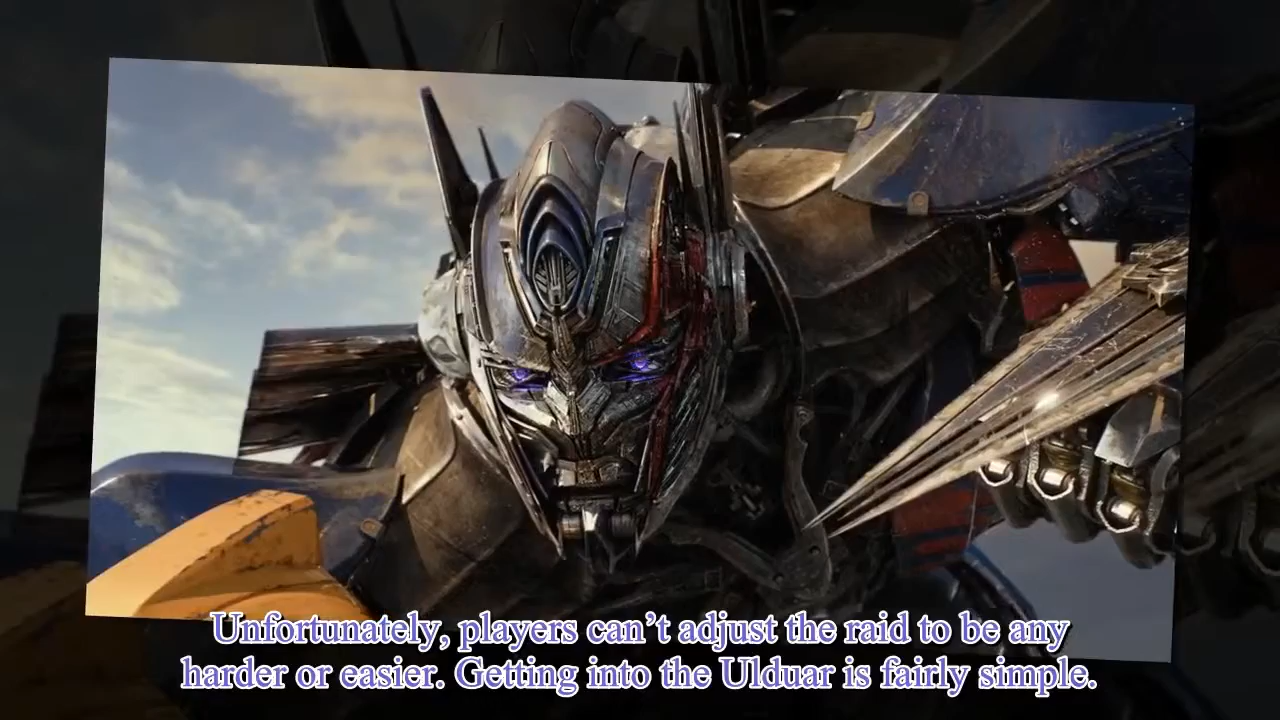 Unfortunately, players can’t adjust the raid to be any
harder or easier. Getting into the Ulduar is fairly simple.